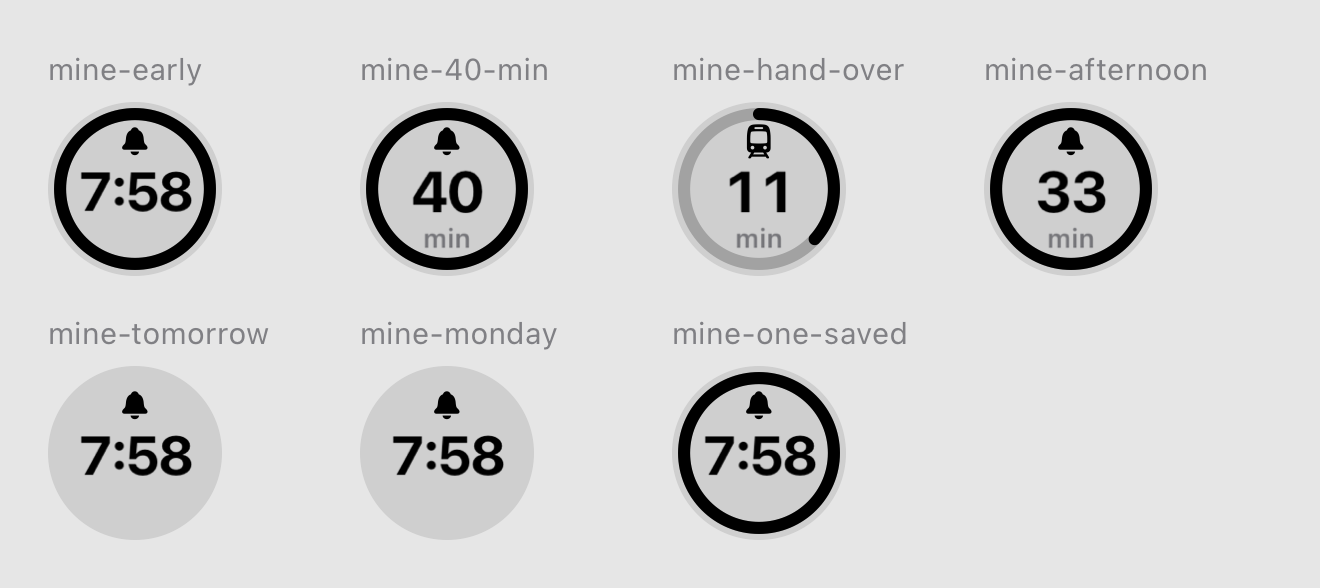 mine-early
7:58
mine-40-min
40
min
mine-hand-over
11
min
mine-afternoon
33
min
mine-tomorrow
7:58
mine-monday
7:58
mine-one-saved
7:58